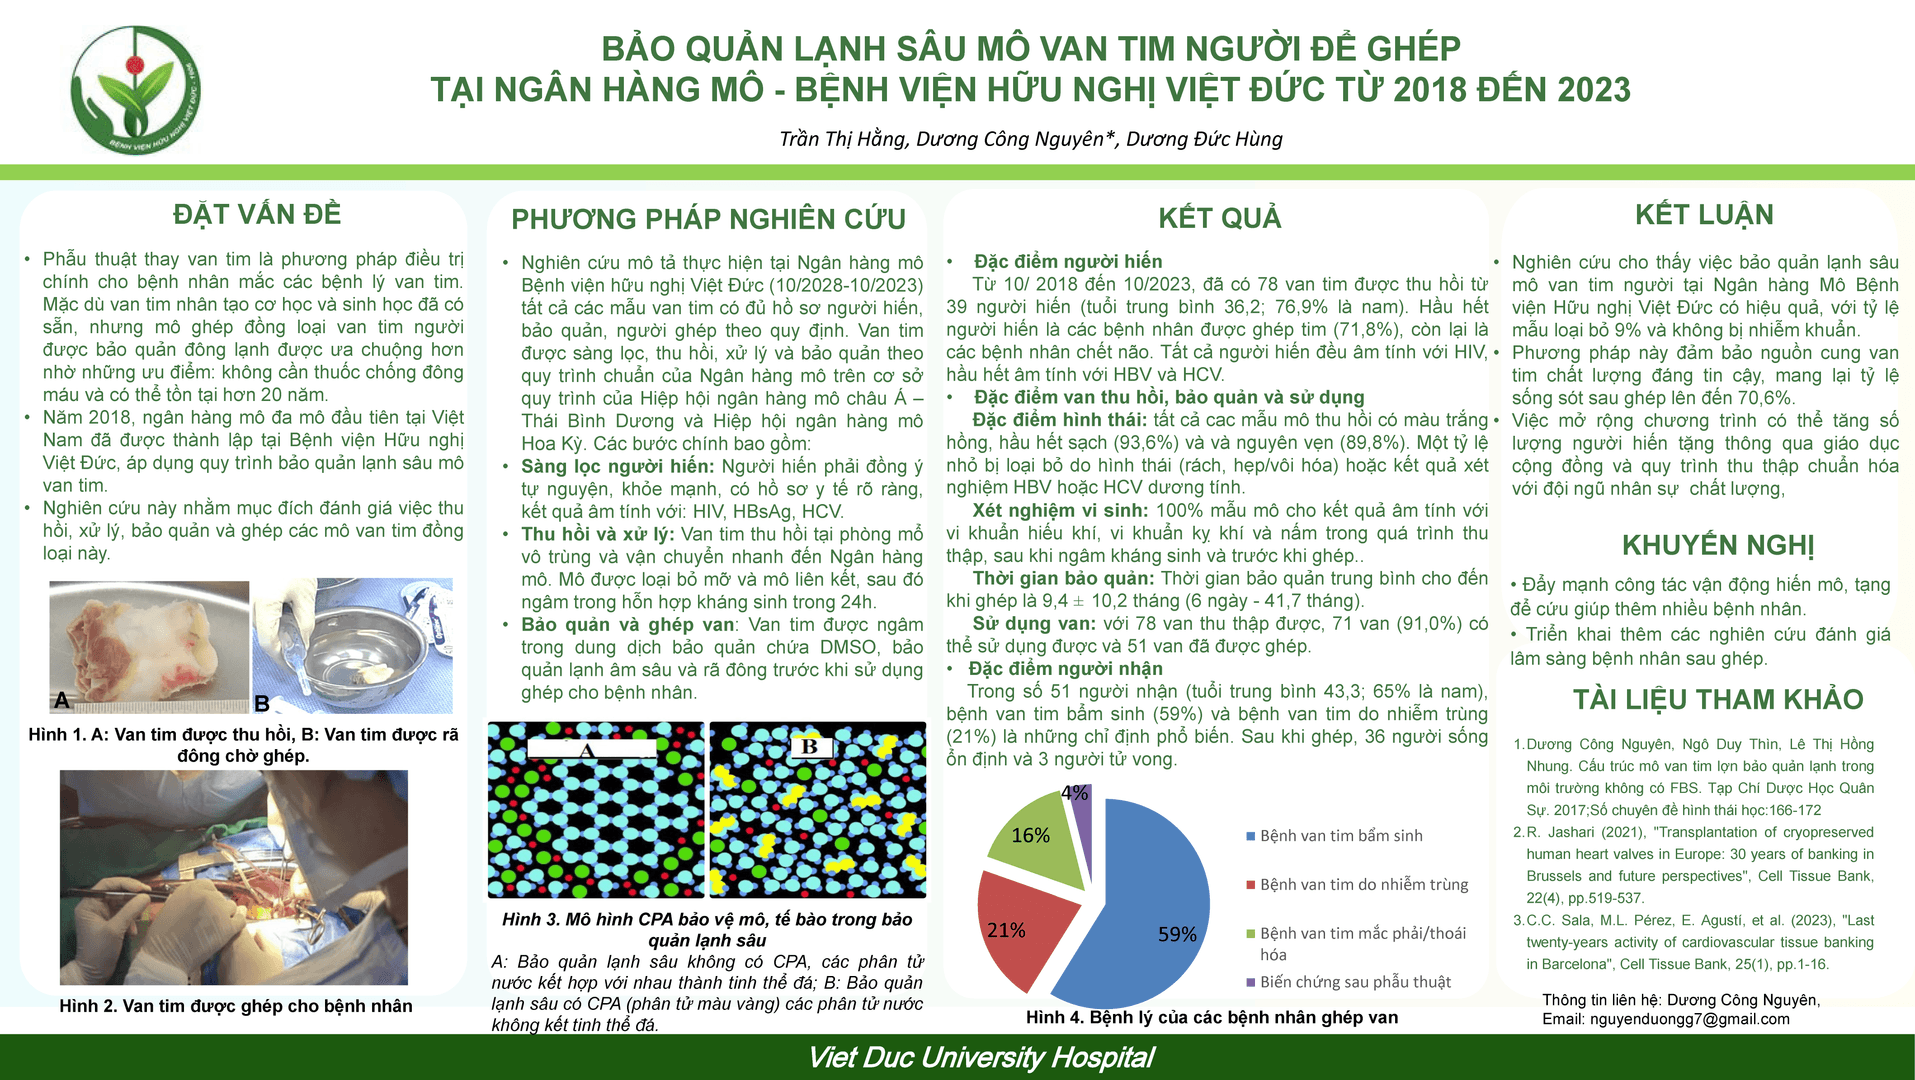 BỆNH VIỆN HỮU NGHỊ VIỆT ĐỨC - 1906
BẢO QUẢN LẠNH SÂU MÔ VAN TIM NGƯỜI ĐỂ GHÉP
TẠI NGÂN HÀNG MÔ - BỆNH VIỆN HỮU NGHỊ VIỆT ĐỨC TỪ 2018 ĐẾN 2023
Trần Thị Hằng, Dương Công Nguyên*, Dương Đức Hùng
ĐẶT VẤN ĐỀ
• Phẫu thuật thay van tim là phương pháp điều trị
chính cho bệnh nhân mắc các bệnh lý van tim.
Mặc dù van tim nhân tạo cơ học và sinh học đã có
sẵn, nhưng mô ghép đồng loại van tim người
được bảo quản đông lạnh được ưa chuộng hơn
nhờ những ưu điểm: không cần thuốc chống đông
máu và có thể tồn tại hơn 20 năm.
• Năm 2018, ngân hàng mô đa mô đầu tiên tại Việt
Nam đã được thành lập tại Bệnh viện Hữu nghị
Việt Đức, áp dụng quy trình bảo quản lạnh sâu mô
van tim.
• Nghiên cứu này nhằm mục đích đánh giá việc thu
hồi, xử lý, bảo quản và ghép các mô van tim đồng
loại này.
A
B
Hình 1. A: Van tim được thu hồi, B: Van tim được rã
đông chờ ghép.
Hình 2. Van tim được ghép cho bệnh nhân
PHƯƠNG PHÁP NGHIÊN CỨU
• Nghiên cứu mô tả thực hiện tại Ngân hàng mô
Bệnh viện hữu nghị Việt Đức (10/2028-10/2023)
tất cả các mẫu van tim có đủ hồ sơ người hiến,
bảo quản, người ghép theo quy định. Van tim
được sàng lọc, thu hồi, xử lý và bảo quản theo
quy trình chuẩn của Ngân hàng mô trên cơ sở
quy trình của Hiệp hội ngân hàng mô châu Á –
Thái Bình Dương và Hiệp hội ngân hàng mô
Hoa Kỳ. Các bước chính bao gồm:
• Sàng lọc người hiến: Người hiến phải đồng ý
tự nguyện, khỏe mạnh, có hồ sơ y tế rõ ràng,
kết quả âm tính với: HIV, HBsAg, HCV.
• Thu hồi và xử lý: Van tim thu hồi tại phòng mổ
vô trùng và vận chuyển nhanh đến Ngân hàng
mô. Mô được loại bỏ mỡ và mô liên kết, sau đó
ngâm trong hỗn hợp kháng sinh trong 24h.
• Bảo quản và ghép van: Van tim được ngâm
trong dung dịch bảo quản chứa DMSO, bảo
quản lạnh âm sâu và rã đông trước khi sử dụng
ghép cho bệnh nhân.
A
B
Hình 3. Mô hình CPA bảo vệ mô, tế bào trong bảo
quản lạnh sâu
A: Bảo quản lạnh sâu không có CPA, các phân tử
nước kết hợp với nhau thành tinh thể đá; B: Bảo quản
lạnh sâu có CPA (phân tử màu vàng) các phân tử nước
không kết tinh thể đá.
KẾT QUẢ
• Đặc điểm người hiến
Từ 10/ 2018 đến 10/2023, đã có 78 van tim được thu hồi từ
39 người hiến (tuổi trung bình 36,2; 76,9% là nam). Hầu hết
người hiến là các bệnh nhân được ghép tim (71,8%), còn lại là
các bệnh nhân chết não. Tất cả người hiến đều âm tính với HIV,
hầu hết âm tính với HBV và HCV.
• Đặc điểm van thu hồi, bảo quản và sử dụng
Đặc điểm hình thái: tất cả cac mẫu mô thu hồi có màu trắng
hồng, hầu hết sạch (93,6%) và và nguyên vẹn (89,8%). Một tỷ lệ
nhỏ bị loại bỏ do hình thái (rách, hẹp/vôi hóa) hoặc kết quả xét
nghiệm HBV hoặc HCV dương tính.
Xét nghiệm vi sinh: 100% mẫu mô cho kết quả âm tính với
vi khuẩn hiếu khí, vi khuẩn kỵ khí và nấm trong quá trình thu
thập, sau khi ngâm kháng sinh và trước khi ghép..
Thời gian bảo quản: Thời gian bảo quản trung bình cho đến
khi ghép là 9,4 ± 10,2 tháng (6 ngày - 41,7 tháng).
Sử dụng van: với 78 van thu thập được, 71 van (91,0%) có
thể sử dụng được và 51 van đã được ghép.
• Đặc điểm người nhận
Trong số 51 người nhận (tuổi trung bình 43,3; 65% là nam),
bệnh van tim bẩm sinh (59%) và bệnh van tim do nhiễm trùng
(21%) là những chỉ định phổ biến. Sau khi ghép, 36 người sống
ổn định và 3 người tử vong.
4%
16%
21%
59%
Bệnh van tim bẩm sinh
Bệnh van tim do nhiễm trùng
Bệnh van tim mắc phải/thoái
hóa
Biến chứng sau phẫu thuật
Hình 4. Bệnh lý của các bệnh nhân ghép van
KẾT LUẬN
• Nghiên cứu cho thấy việc bảo quản lạnh sâu
mô van tim người tại Ngân hàng Mô Bệnh
viện Hữu nghị Việt Đức có hiệu quả, với tỷ lệ
mẫu loại bỏ 9% và không bị nhiễm khuẩn.
• Phương pháp này đảm bảo nguồn cung van
tim chất lượng đáng tin cậy, mang lại tỷ lệ
sống sót sau ghép lên đến 70,6%.
• Việc mở rộng chương trình có thể tăng số
lượng người hiến tặng thông qua giáo dục
cộng đồng và quy trình thu thập chuẩn hóa
với đội ngũ nhân sự chất lượng,
KHUYẾN NGHỊ
• Đẩy mạnh công tác vận động hiến mô, tạng
để cứu giúp thêm nhiều bệnh nhân.
• Triển khai thêm các nghiên cứu đánh giá
lâm sàng bệnh nhân sau ghép.
TÀI LIỆU THAM KHẢO
1. Dương Công Nguyên, Ngô Duy Thìn, Lê Thị Hồng
Nhung. Cấu trúc mô van tim lợn bảo quản lạnh trong
môi trường không có FBS. Tạp Chí Dược Học Quân
Sự. 2017;Số chuyên đề hình thái học:166-172
2. R. Jashari (2021), "Transplantation of cryopreserved
human heart valves in Europe: 30 years of banking in
Brussels and future perspectives", Cell Tissue Bank,
22(4), pp.519-537.
3. C.C. Sala, M.L. Pérez, E. Agustí, et al. (2023), "Last
twenty-years activity of cardiovascular tissue banking
in Barcelona", Cell Tissue Bank, 25(1), pp.1-16.
Thông tin liên hệ: Dương Công Nguyên,
Email: nguyenduongg7@gmail.com
Viet Duc University Hospital